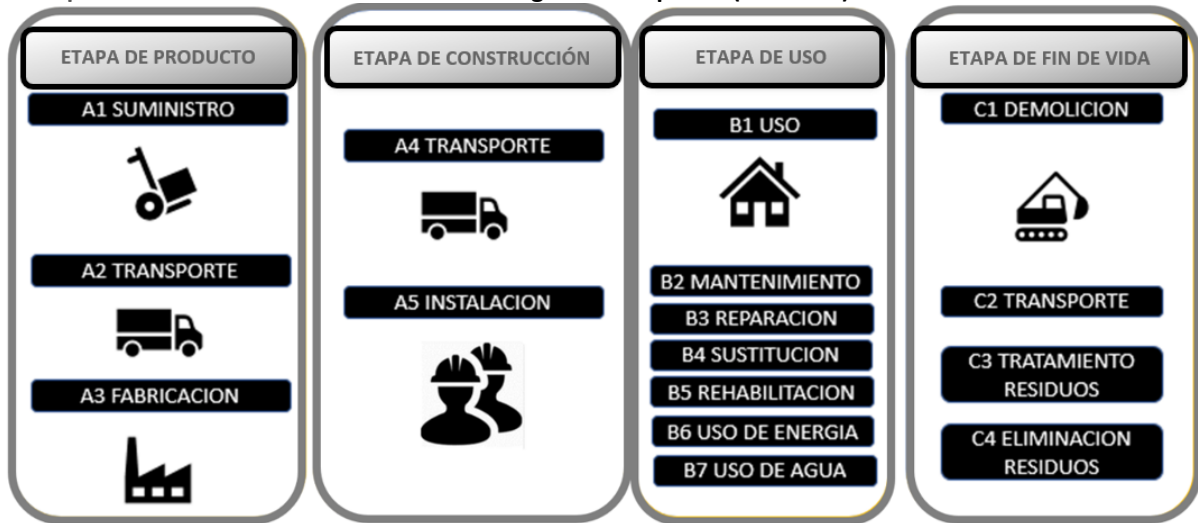 ETAPA DE PRODUCTO
A1 SUMINISTRO
A2 TRANSPORTE
A3 FABRICACION
ETAPA DE CONSTRUCCIÓN
A4 TRANSPORTE
A5 INSTALACION
ETAPA DE USO
B1 USO
B2 MANTENIMIENTO
B3 REPARACION
B4 SUSTITUCION
B5 REHABILITACION
B6 USO DE ENERGIA
B7 USO DE AGUA
ETAPA DE FIN DE VIDA
C1 DEMOLICION
C2 TRANSPORTE
C3 TRATAMIENTO
RESIDUOS
C4 ELIMINACION
RESIDUOS